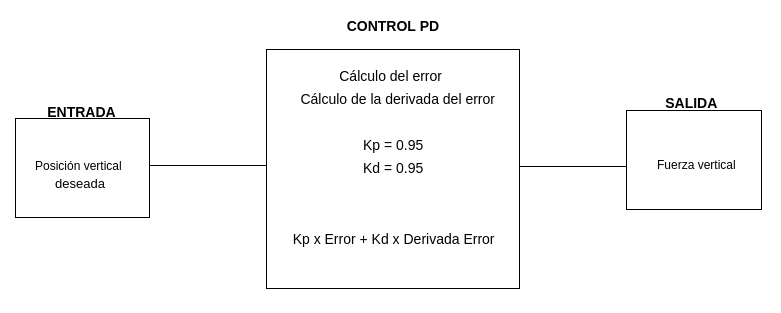 CONTROL PD
Cálculo del error
Cálculo de la derivada del error
Kp = 0.95
Kd = 0.95
Kp x Error + Kd x Derivada Error
ENTRADA
Posición vertical
deseada
SALIDA
Fuerza vertical